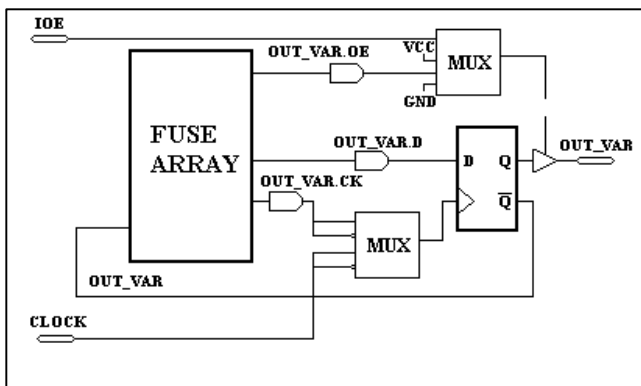 IOE
OUT_VAR.OE
VCC
MUX
GND
FUSE
ARRAY
OUT_VAR.D
OUT_VAR
D
Q
OUT_VAR.CK
MUX
Q̅
OUT_VAR
CLOCK